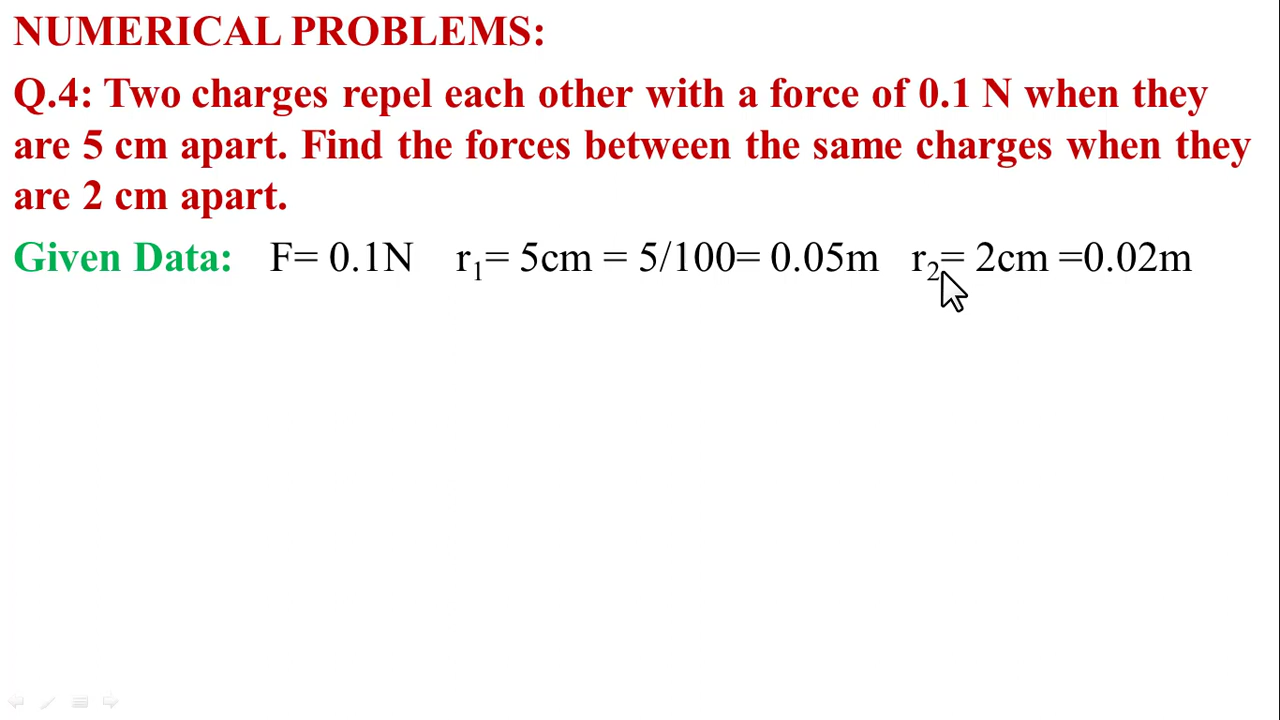 NUMERICAL PROBLEMS:
Q.4: Two charges repel each other with a force of 0.1 N when they
are 5 cm apart. Find the forces between the same charges when they
are 2 cm apart.
Given Data: F= 0.1N r₁= 5cm = 5/100= 0.05m r₂= 2cm =0.02m